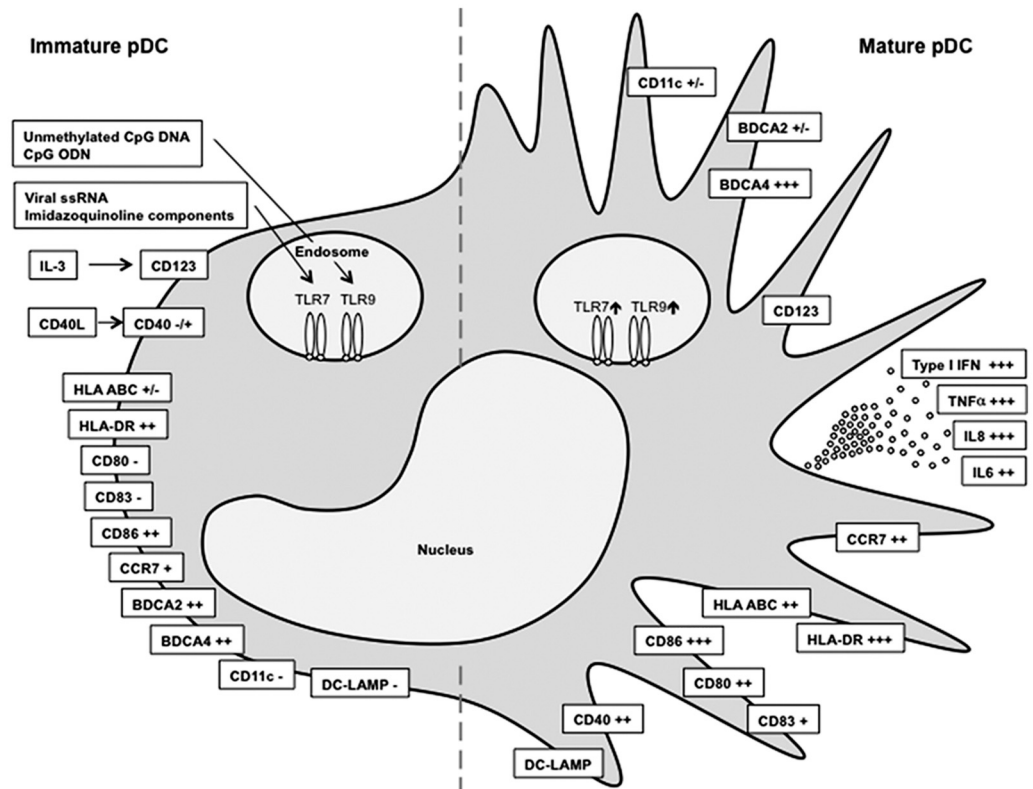 Immature pDC
Mature pDC
Unmethylated CpG DNA
CpG ODN
Viral ssRNA
Imidazoquinoline components
IL-3
CD123
CD40L
CD40 -/+
Endosome
TLR7
TLR9
HLA ABC +/-
HLA-DR ++
CD80 -
CD83 -
CD86 ++
CCR7 +
BDCA2 ++
BDCA4 ++
CD11c -
DC-LAMP -
Nucleus
CD11c +/-
BDCA2 +/-
BDCA4 +++
TLR7
TLR9
CD123
Type I IFN +++
TNFα +++
IL8 +++
IL6 ++
CCR7 ++
HLA ABC ++
HLA-DR +++
CD86 +++
CD80 ++
CD83 +
CD40 ++
DC-LAMP